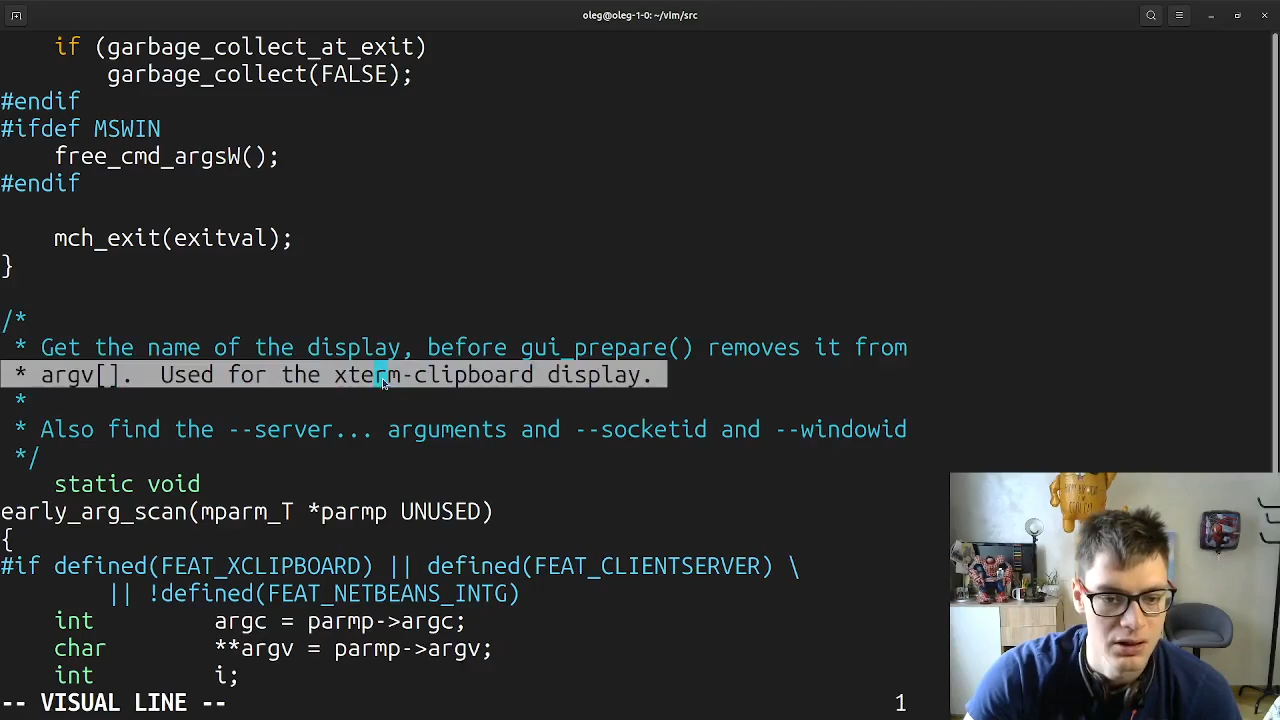 oleg@oleg-1-0: ~/vim/src
    if (garbage_collect_at_exit)
        garbage_collect(FALSE);
#endif
#ifdef MSWIN
    free_cmd_argsW();
#endif

    mch_exit(exitval);
}

/*
 * Get the name of the display, before gui_prepare() removes it from
 * argv[].  Used for the xterm-clipboard display.
 *
 * Also find the --server... arguments and --socketid and --windowid
 */
    static void
early_arg_scan(mparm_T *parmp UNUSED)
{
#if defined(FEAT_XCLIPBOARD) || defined(FEAT_CLIENTSERVER) \
        || !defined(FEAT_NETBEANS_INTG)
    int         argc = parmp->argc;
    char        **argv = parmp->argv;
    int         i;
-- VISUAL LINE -- 1